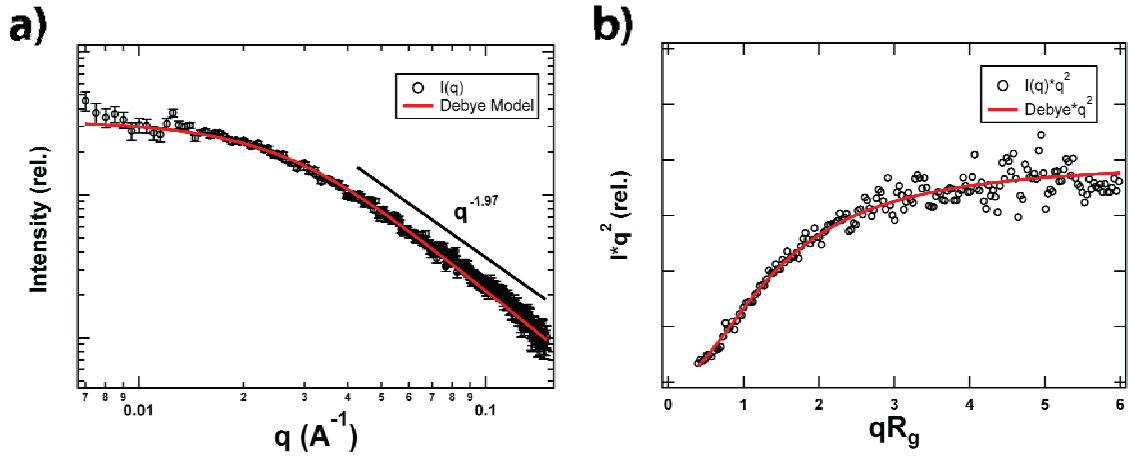 a)
Intensity (rel.)
I(q)
Debye Model
q^-1.97
7 8 9 0.01 2 3 4 5 6 7 8 9 0.1
q (A^-1)
b)
I*q^2 (rel.)
I(q)*q^2
Debye*q^2
0 1 2 3 4 5 6
qR_g